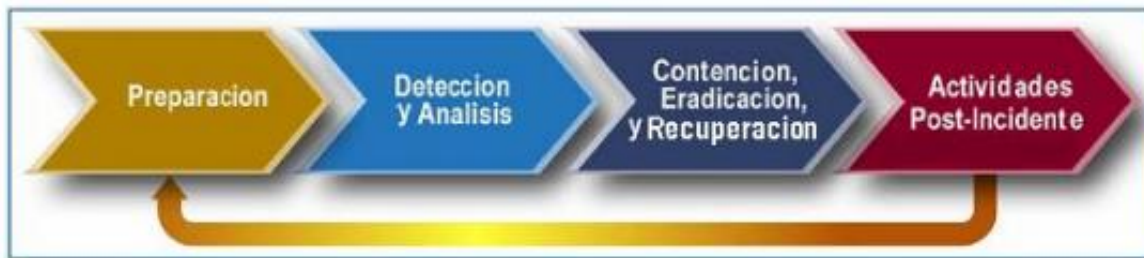 Preparacion
Deteccion
y Analisis
Contencion,
Eradicacion,
y Recuperacion
Actividades
Post-Incidente